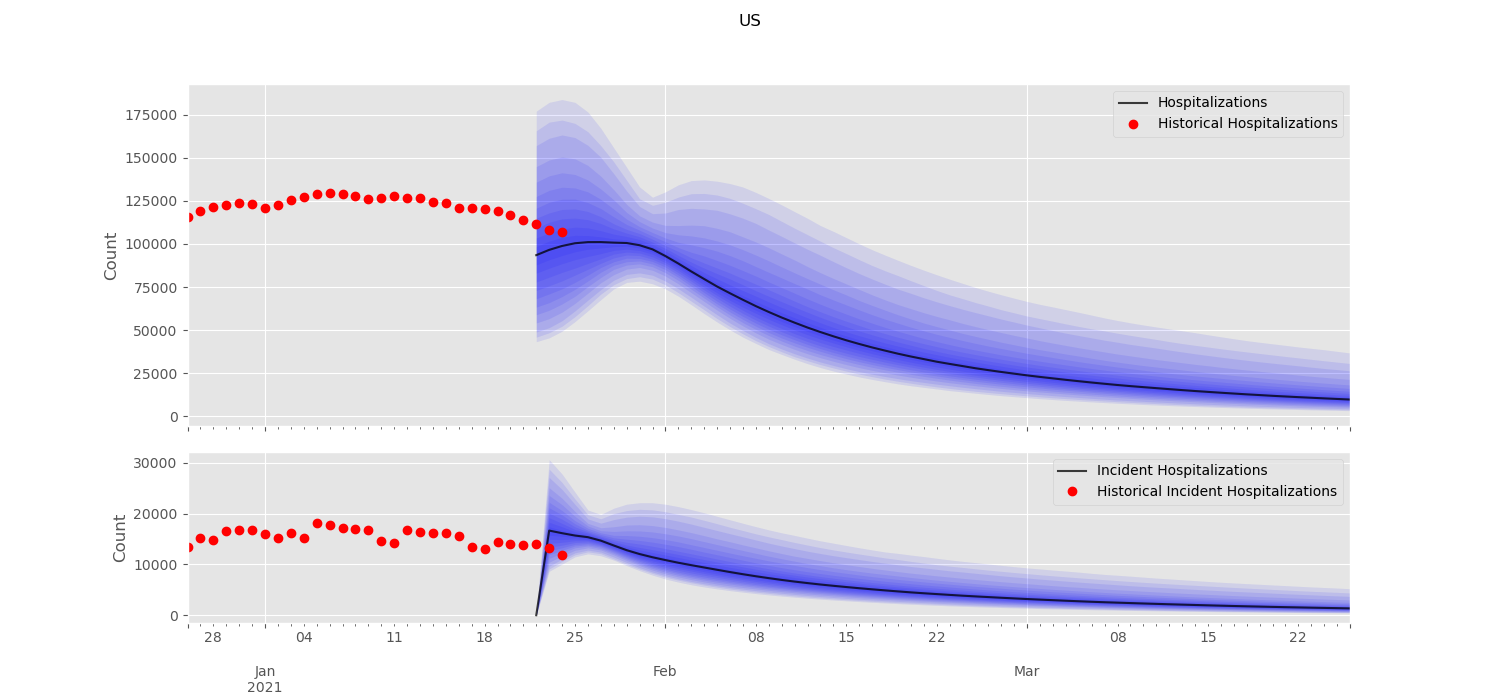 US
Count
175000
150000
125000
100000
75000
50000
25000
0
Hospitalizations
Historical Hospitalizations
Count
30000
20000
10000
0
Incident Hospitalizations
Historical Incident Hospitalizations
28 04 11 18 25 08 15 22 08 15 22
Jan Feb Mar
2021